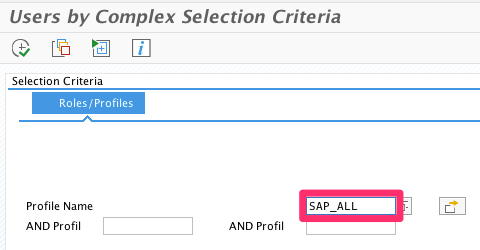 Users by Complex Selection Criteria
Selection Criteria
Roles/Profiles
Profile Name SAP_ALL
AND Profil AND Profil